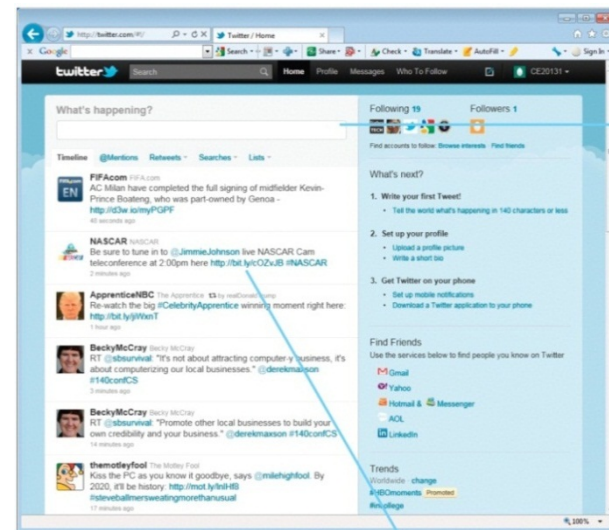 http://twitter.com/#!/
Twitter / Home
Google
Search
Share
Check
Translate
AutoFill
Sign In
twitter
Search
Home
Profile
Messages
Who To Follow
CE20131
What's happening?
Timeline @Mentions Retweets Searches Lists
FIFAcom FIFA.com
AC Milan have completed the full signing of midfielder Kevin-
Prince Boateng, who was part-owned by Genoa -
http://d3w.io/myPGPF
43 seconds ago
NASCAR NASCAR
Be sure to tune in to @JimmieJohnson live NASCAR Cam
teleconference at 2:00pm here http://bit.ly/cOZvJB #NASCAR
2 minutes ago
ApprenticeNBC The Apprentice
Re-watch the big #CelebrityApprentice winning moment right here:
http://bit.ly/jiWxnT
1 hour ago
BeckyMcCray Becky McCray
RT @sbsurvival: "It's not about attracting computer-y business, it's
about computerizing our local businesses." @derekmaxson
#140confCS
3 minutes ago
BeckyMcCray Becky McCray
RT @sbsurvival: "Promote other local businesses to build your
own credibility and your business." @derekmaxson #140confCS
14 minutes ago
themotleyfool The Motley Fool
Kiss the PC as you know it goodbye, says @milehighfool. By
2020, it'll be history: http://mot.ly/lnIHfB
#steveballmersweatingmorethanusual
17 minutes ago
Following 19 Followers 1
Find accounts to follow: Browse interests Find friends
What's next?
1. Write your first Tweet!
Tell the world what's happening in 140 characters or less
2. Set up your profile
Upload a profile picture
Write a short bio
3. Get Twitter on your phone
Set up mobile notifications
Download a Twitter application to your phone
Find Friends
Use the services below to find people you know on Twitter
Gmail
Yahoo
Hotmail & Messenger
AOL
LinkedIn
Trends
Worldwide change
#HBOmoments Promoted
100%